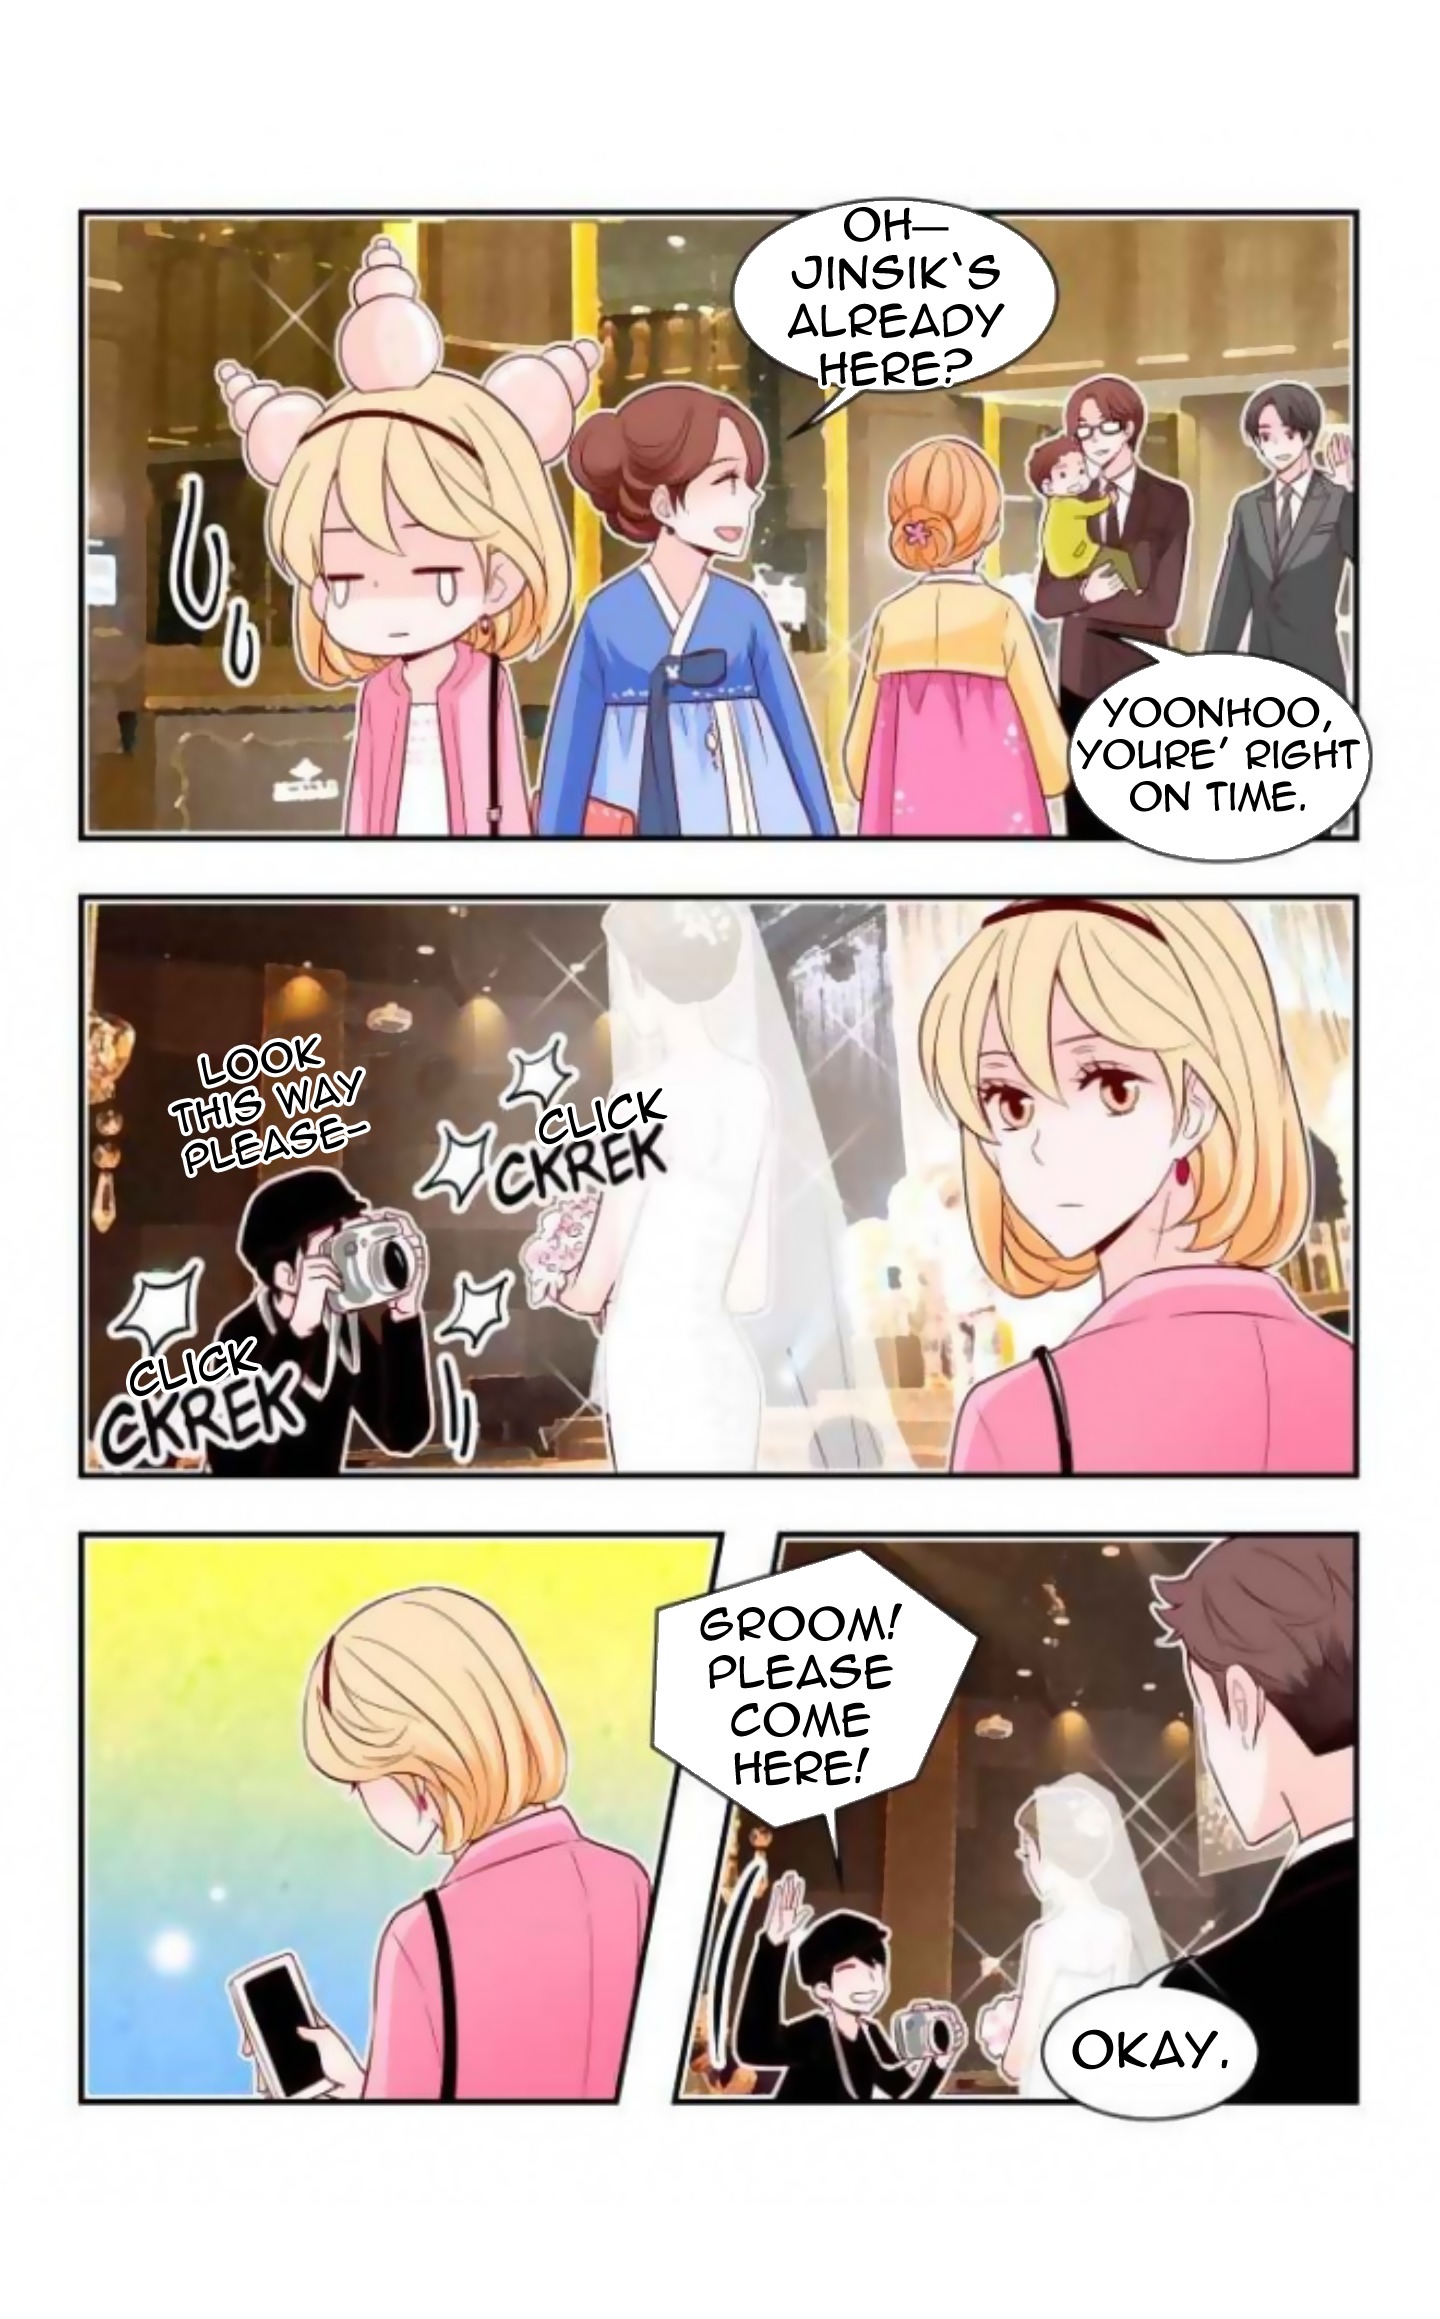 OH—
JINSIK'S
ALREADY
HERE?
YOONHOO,
YOURE' RIGHT
ON TIME.
LOOK
THIS WAY
PLEASE-
CLICK
CKREK
CLICK
CKREK
GROOM!
PLEASE
COME
HERE!
OKAY.